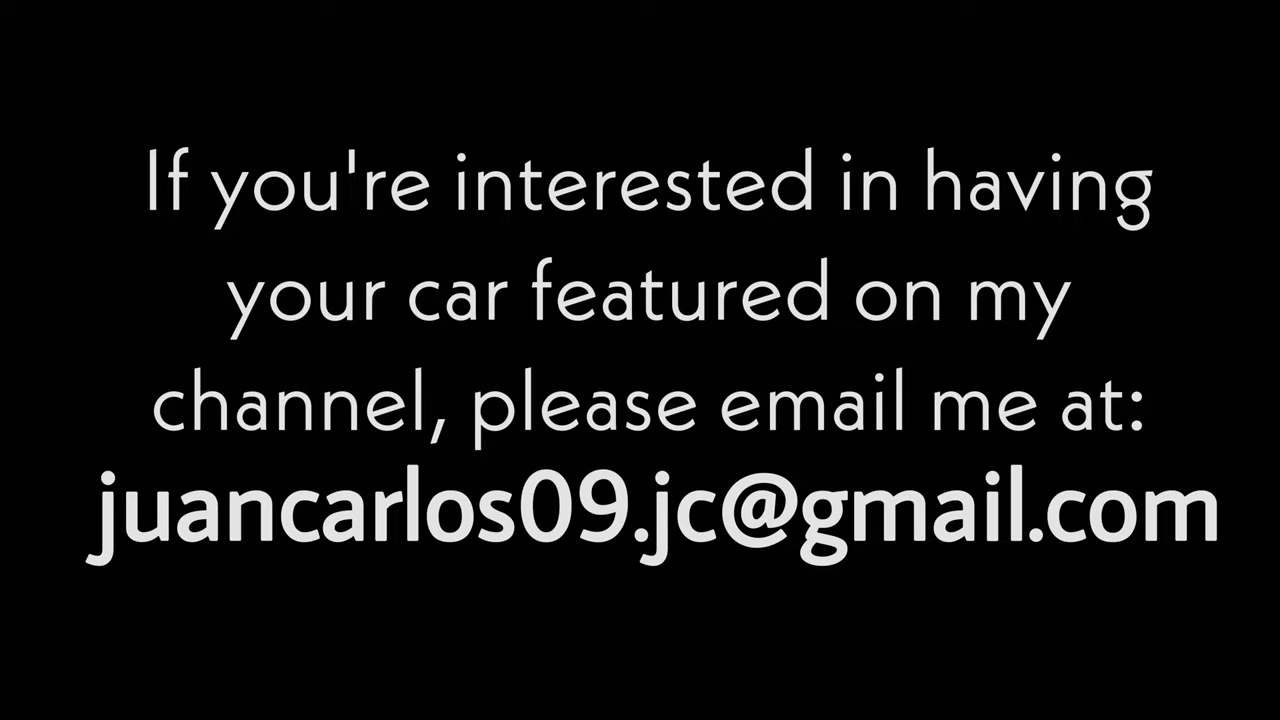 If you're interested in having
your car featured on my
channel, please email me at:
juancarlos09.jc@gmail.com